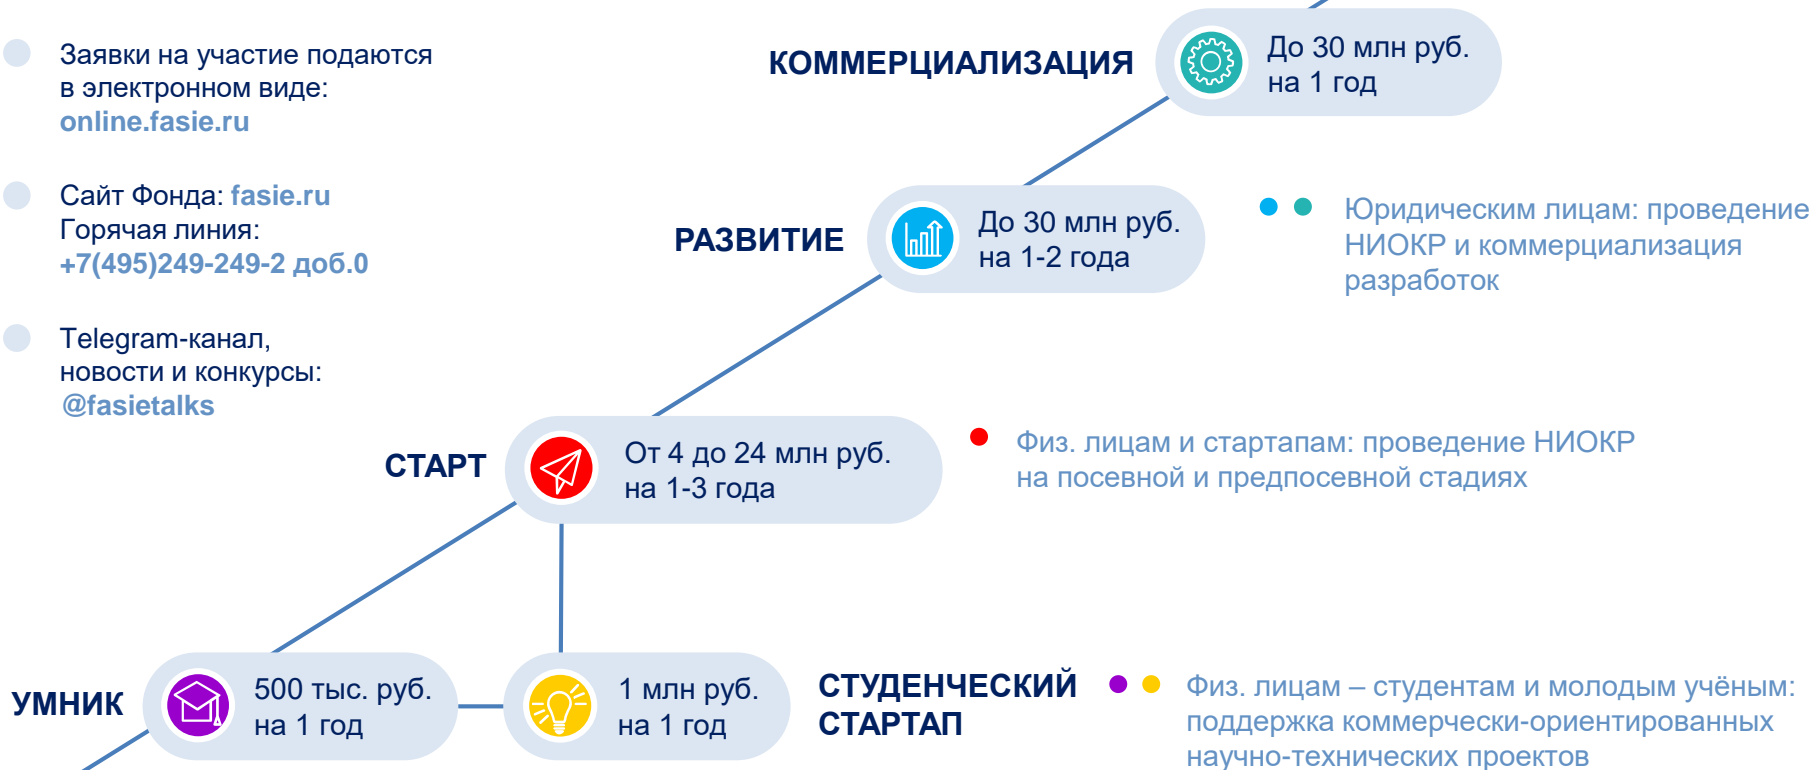 Заявки на участие подаются
в электронном виде:
online.fasie.ru
Сайт Фонда: fasie.ru
Горячая линия:
+7(495)249-249-2 доб.0
Telegram-канал,
новости и конкурсы:
@fasietalks
КОММЕРЦИАЛИЗАЦИЯ
До 30 млн руб.
на 1 год
РАЗВИТИЕ
До 30 млн руб.
на 1-2 года
Юридическим лицам: проведение
НИОКР и коммерциализация
разработок
СТАРТ
От 4 до 24 млн руб.
на 1-3 года
Физ. лицам и стартапам: проведение НИОКР
на посевной и предпосевной стадиях
УМНИК
500 тыс. руб.
на 1 год
1 млн руб.
на 1 год
СТУДЕНЧЕСКИЙ
СТАРТАП
Физ. лицам – студентам и молодым учёным:
поддержка коммерчески-ориентированных
научно-технических проектов